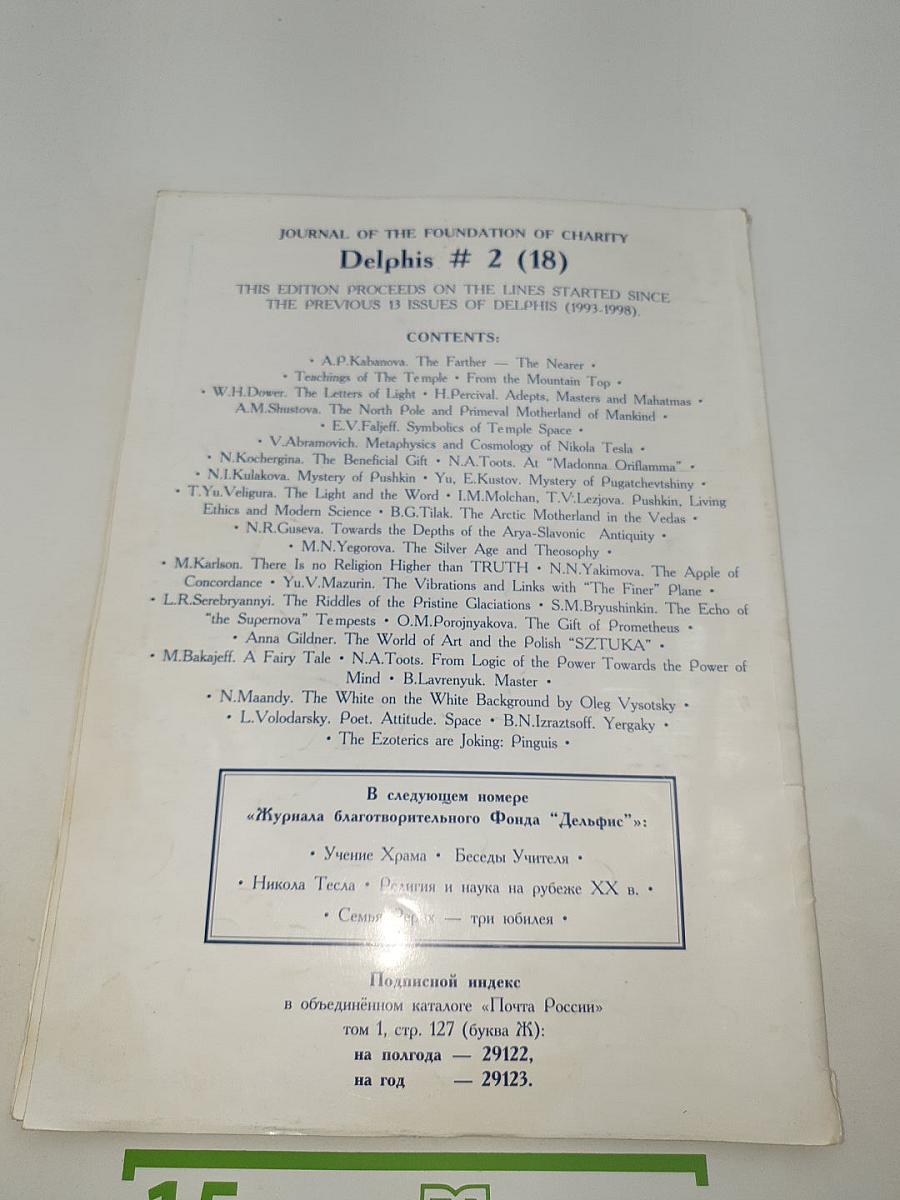 JOURNAL OF THE FOUNDATION OF CHARITY
Delphis # 2 (18)
THIS EDITION PROCEEDS ON THE LINES STARTED SINCE
THE PREVIOUS 13 ISSUES OF DELPHIS (1993-1998).
CONTENTS:
• A.P.Kabanova. The Farther — The Nearer •
• Teachings of The Temple • From the Mountain Top •
• W.H.Dower. The Letters of Light • H.Percival. Adepts, Masters and Mahatmas •
A.M.Shustova. The North Pole and Primeval Motherland of Mankind •
• E.V.Faljeff. Symbolics of Temple Space •
• V.Abramovich. Metaphysics and Cosmology of Nikola Tesla •
• N.Kochergina. The Beneficial Gift • N.A.Toots. At "Madonna Oriflamma" •
• N.I.Kulakova. Mystery of Pushkin • Yu, E.Kustov. Mystery of Pugatchevtshiny •
• T.Yu.Veligura. The Light and the Word • I.M.Molchan, T.V.Lezjova. Pushkin, Living
Ethics and Modern Science • B.G.Tilak. The Arctic Motherland in the Vedas •
• N.R.Guseva. Towards the Depths of the Arya-Slavonic Antiquity •
• M.N.Yegorova. The Silver Age and Theosophy •
• M.Karlson. There Is no Religion Higher than TRUTH • N.N.Yakimova. The Apple of
Concordance • Yu.V.Mazurin. The Vibrations and Links with "The Finer" Plane •
• L.R.Serebryannyi. The Riddles of the Pristine Glaciations • S.M.Bryushinkin. The Echo of
"the Supernova" Tempests • O.M.Porojnyakova. The Gift of Prometheus •
• Anna Gildner. The World of Art and the Polish "SZTUKA" •
• M.Bakajeff. A Fairy Tale • N.A.Toots. From Logic of the Power Towards the Power of
Mind • B.Lavrenyuk. Master •
• N.Maandy. The White on the White Background by Oleg Vysotsky •
• L.Volodarsky. Poet. Attitude. Space • B.N.Izraztsoff. Yergaky •
• The Ezoterics are Joking: Pinguis •
В следующем номере
«Журнала благотворительного Фонда "Дельфис"»:
• Учение Храма • Беседы Учителя •
• Никола Тесла • Религия и наука на рубеже XX в. •
• Семья Рерих — три юбилея •
Подписной индекс
в объединённом каталоге «Почта России»
том 1, стр. 127 (буква Ж):
на полгода — 29122,
на год — 29123.